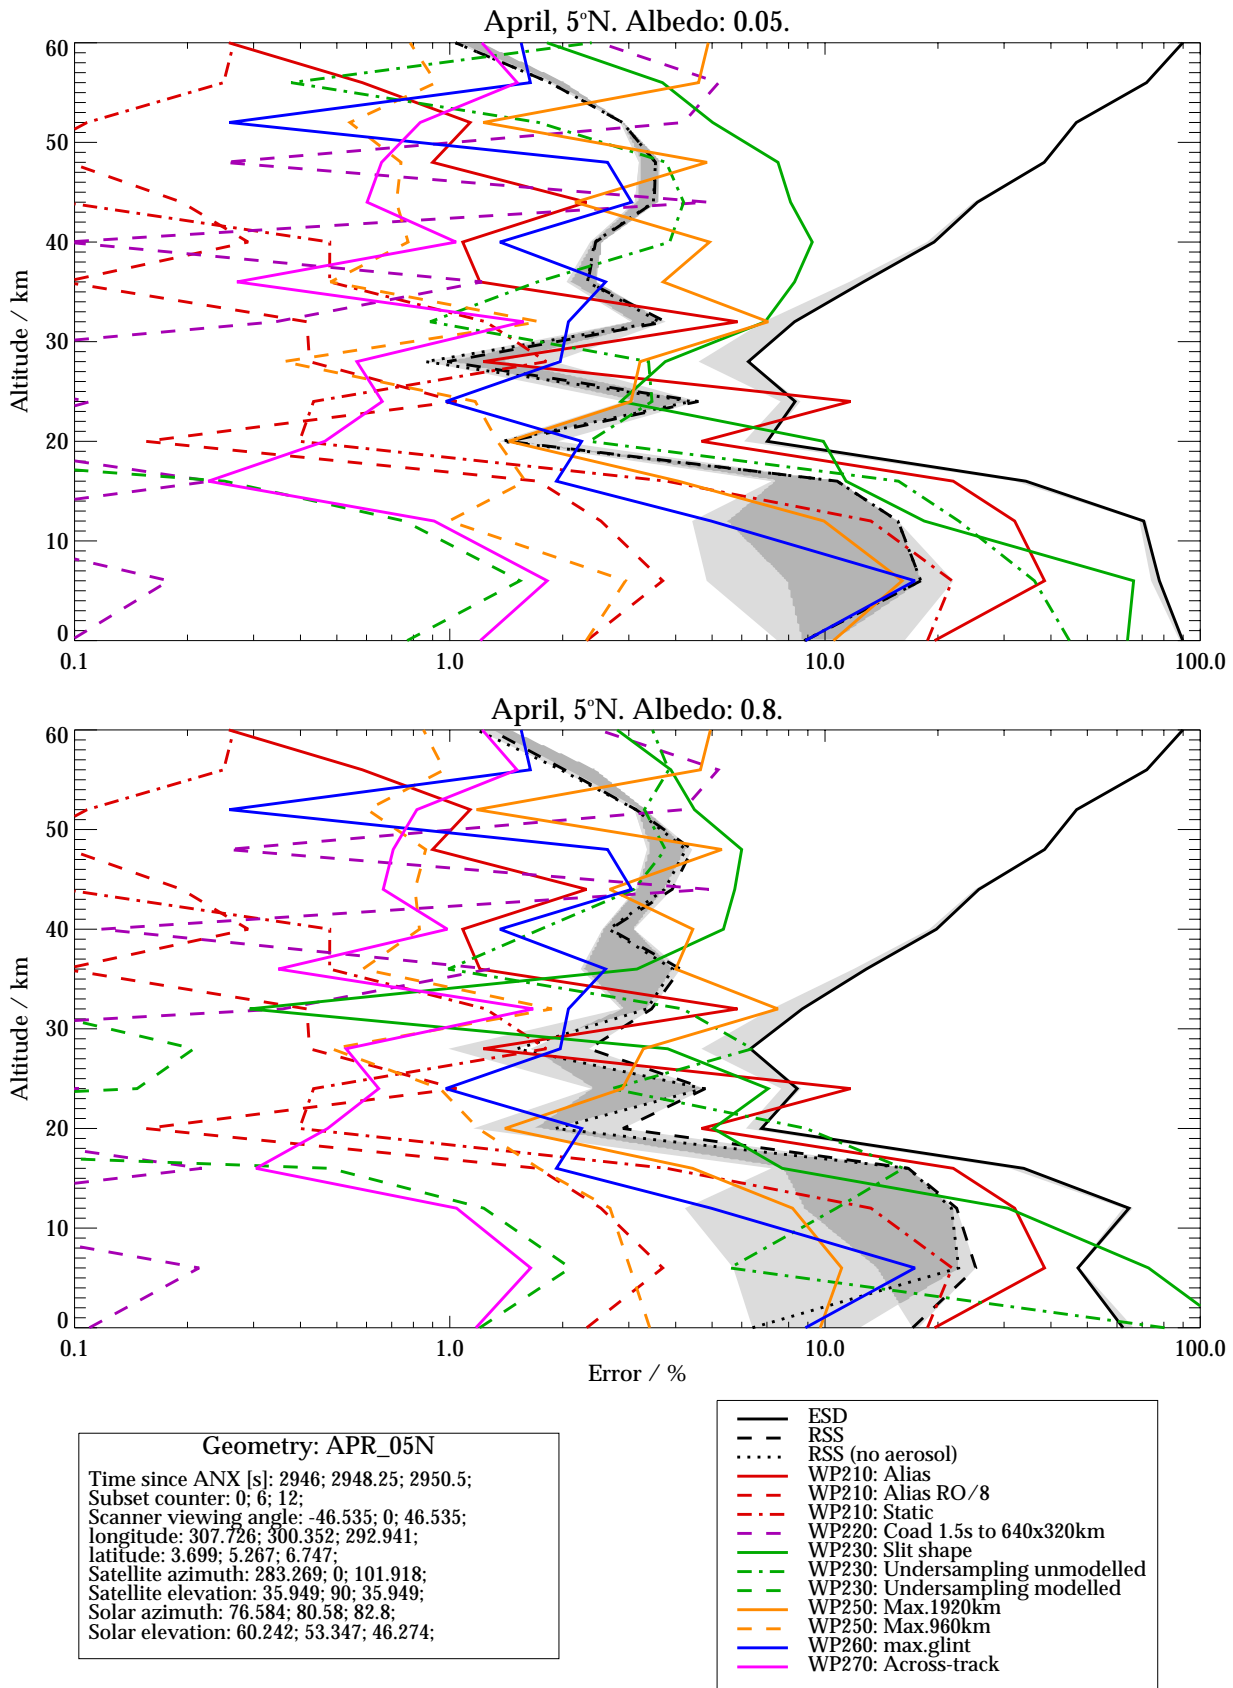 April, 5°N. Albedo: 0.05.
60
50
40
30
20
10
0
Altitude / km
0.1 1.0 10.0 100.0
April, 5°N. Albedo: 0.8.
60
50
40
30
20
10
0
Altitude / km
0.1 1.0 10.0 100.0
Error / %
Geometry: APR_05N
Time since ANX [s]: 2946; 2948.25; 2950.5;
Subset counter: 0; 6; 12;
Scanner viewing angle: -46.535; 0; 46.535;
longitude: 307.726; 300.352; 292.941;
latitude: 3.699; 5.267; 6.747;
Satellite azimuth: 283.269; 0; 101.918;
Satellite elevation: 35.949; 90; 35.949;
Solar azimuth: 76.584; 80.58; 82.8;
Solar elevation: 60.242; 53.347; 46.274;
ESD
RSS
RSS (no aerosol)
WP210: Alias
WP210: Alias RO/8
WP210: Static
WP220: Coad 1.5s to 640x320km
WP230: Slit shape
WP230: Undersampling unmodelled
WP230: Undersampling modelled
WP250: Max.1920km
WP250: Max.960km
WP260: max.glint
WP270: Across-track